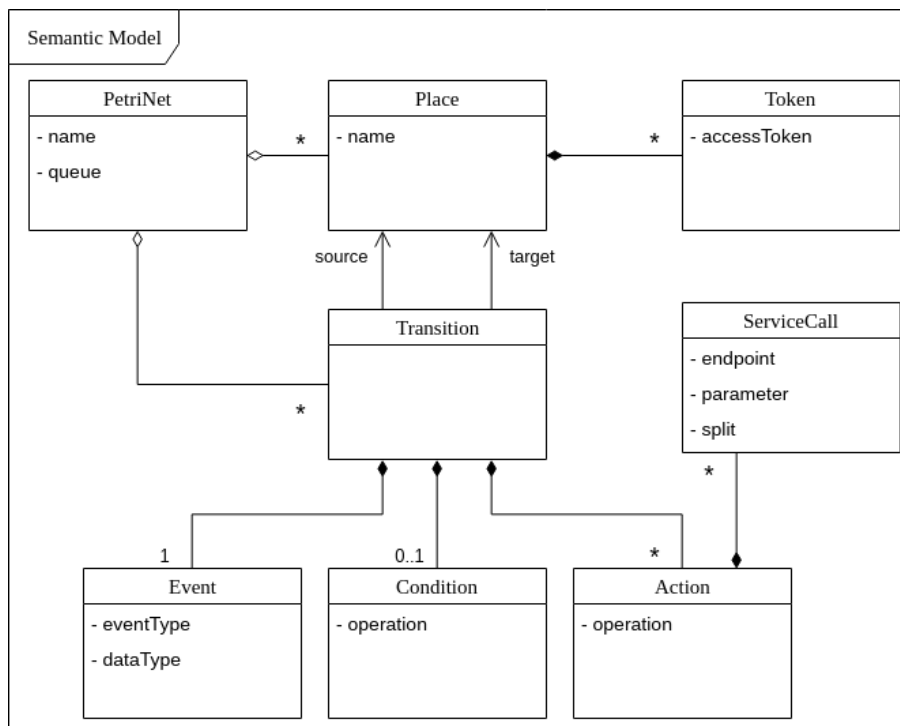 Semantic Model
PetriNet
- name
- queue
*
Place
- name
*
Token
- accessToken
source
target
*
Transition
ServiceCall
- endpoint
- parameter
- split
*
1
0..1
*
Event
- eventType
- dataType
Condition
- operation
Action
- operation